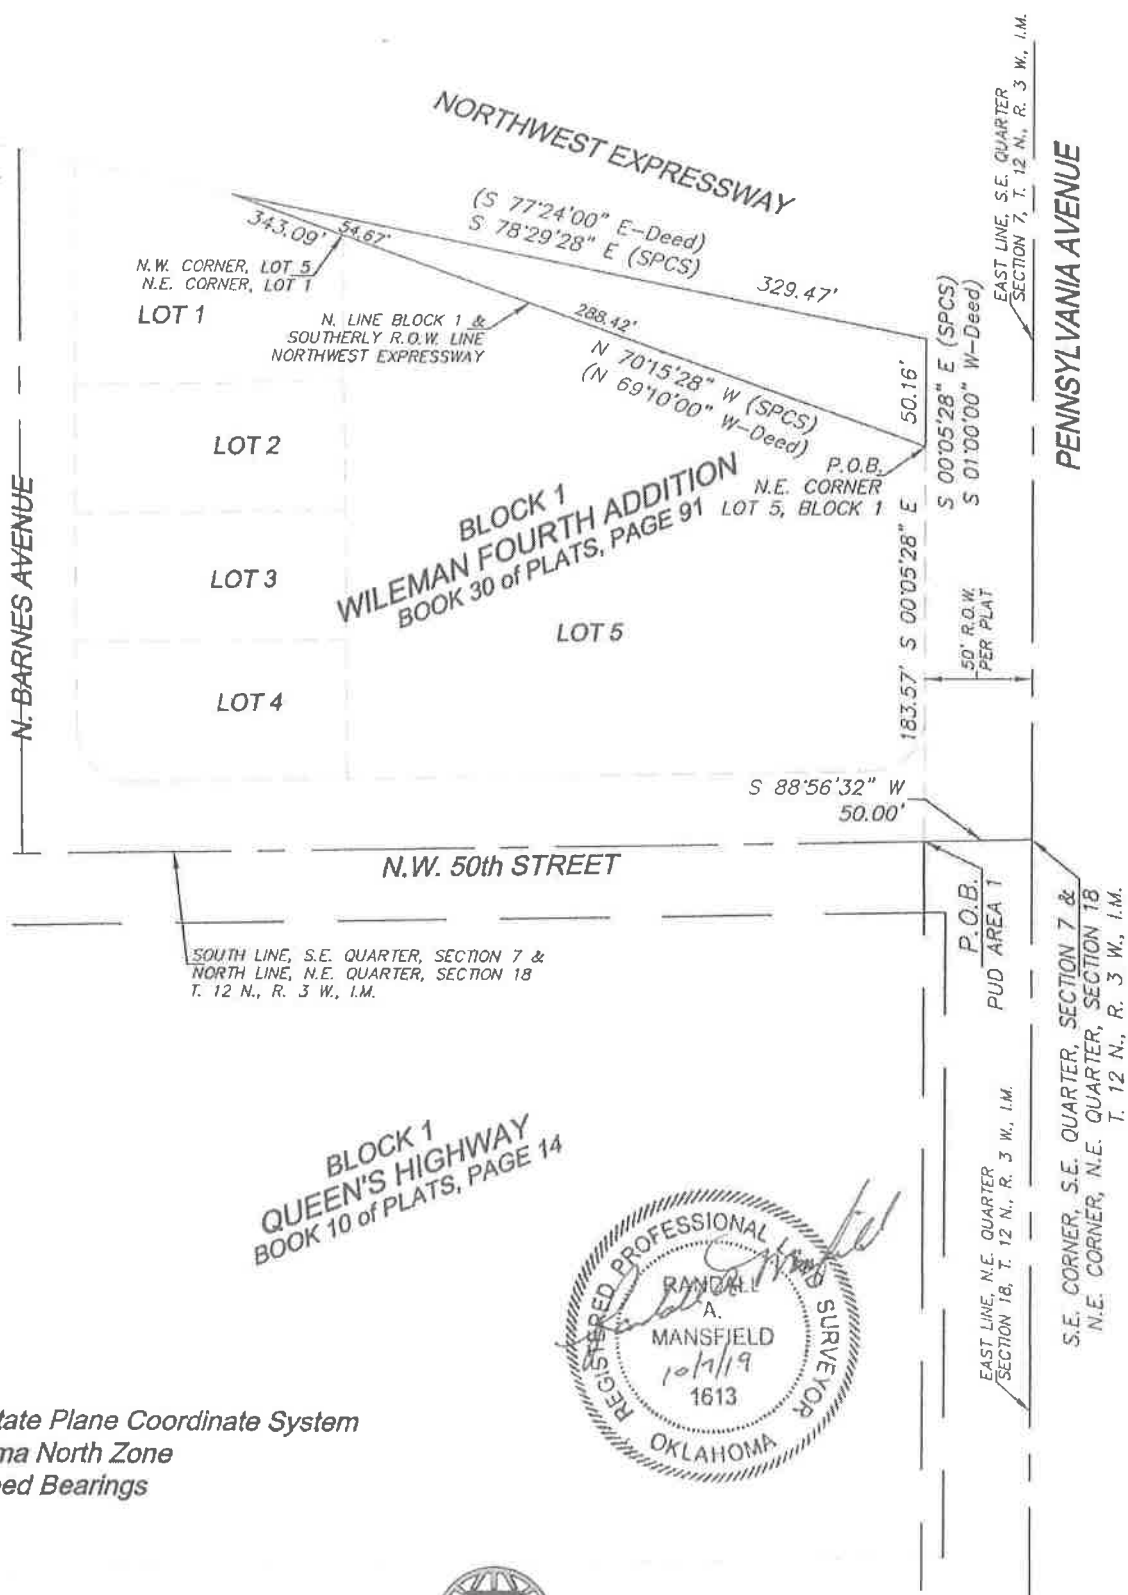 NORTHWEST EXPRESSWAY
(S 77°24'00" E-Deed)
S 78°29'28" E (SPCS)
329.47'
343.09'
54.67'
N.W. CORNER, LOT 5
N.E. CORNER, LOT 1
LOT 1
N. LINE BLOCK 1 &
SOUTHERLY R.O.W. LINE
NORTHWEST EXPRESSWAY
288.42'
N 70°15'28" W (SPCS)
(N 69°10'00" W-Deed)
50.16'
S 00°05'28" E (SPCS)
S 01°00'00" W-Deed)
EAST LINE, S.E. QUARTER
SECTION 7, T. 12 N., R. 3 W., I.M.
PENNSYLVANIA AVENUE
P.O.B.
N.E. CORNER
LOT 5, BLOCK 1
LOT 2
BLOCK 1
WILEMAN FOURTH ADDITION
BOOK 30 of PLATS, PAGE 91
N. BARNES AVENUE
LOT 3
LOT 5
LOT 4
183.57' S 00°05'28" E
50' R.O.W.
PER PLAT
S 88°56'32" W
50.00'
N.W. 50th STREET
P.O.B.
PUD AREA 1
S.E. CORNER, S.E. QUARTER, SECTION 7 &
N.E. CORNER, N.E. QUARTER, SECTION 18
T. 12 N., R. 3 W., I.M.
SOUTH LINE, S.E. QUARTER, SECTION 7 &
NORTH LINE, N.E. QUARTER, SECTION 18
T. 12 N., R. 3 W., I.M.
BLOCK 1
QUEEN'S HIGHWAY
BOOK 10 of PLATS, PAGE 14
EAST LINE, N.E. QUARTER
SECTION 18, T. 12 N., R. 3 W., I.M.
REGISTERED PROFESSIONAL LAND SURVEYOR
RANDALL
A.
MANSFIELD
10/7/19
1613
OKLAHOMA
tate Plane Coordinate System
ma North Zone
ed Bearings